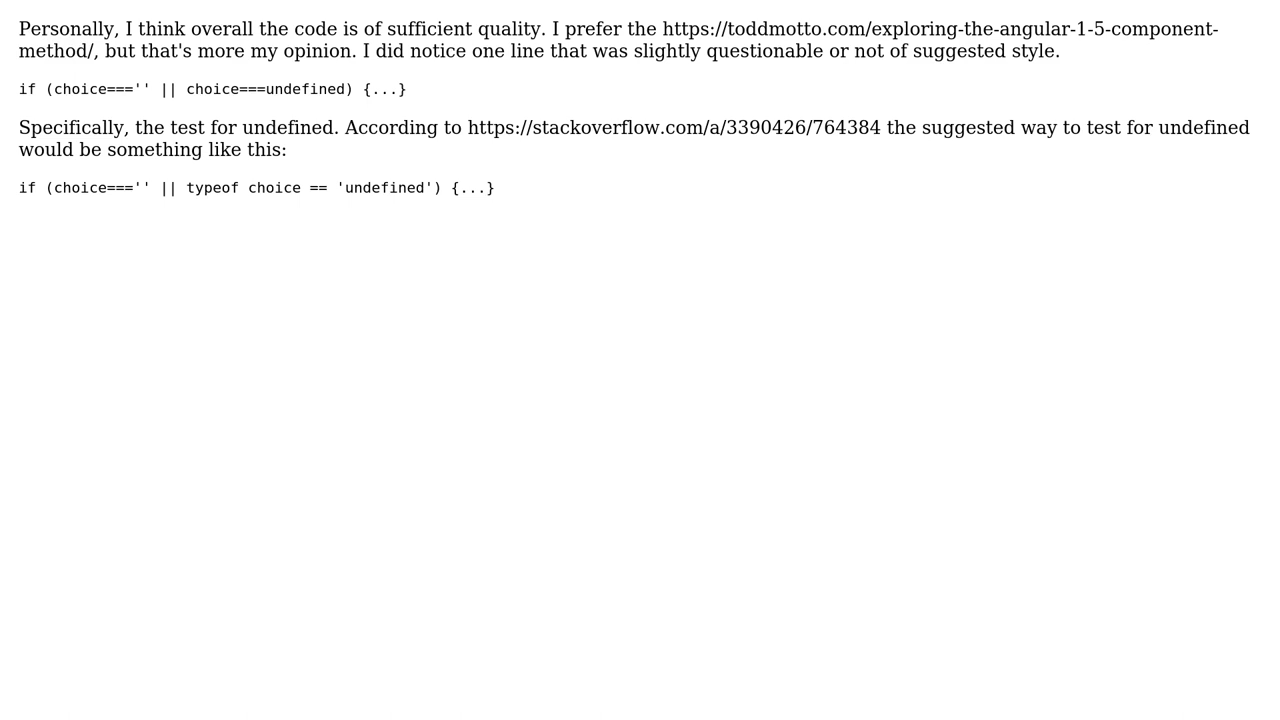 Personally, I think overall the code is of sufficient quality. I prefer the https://toddmotto.com/exploring-the-angular-1-5-component-
method/, but that's more my opinion. I did notice one line that was slightly questionable or not of suggested style.
if (choice==='' || choice===undefined) {...}
Specifically, the test for undefined. According to https://stackoverflow.com/a/3390426/764384 the suggested way to test for undefined
would be something like this:
if (choice==='' || typeof choice == 'undefined') {...}